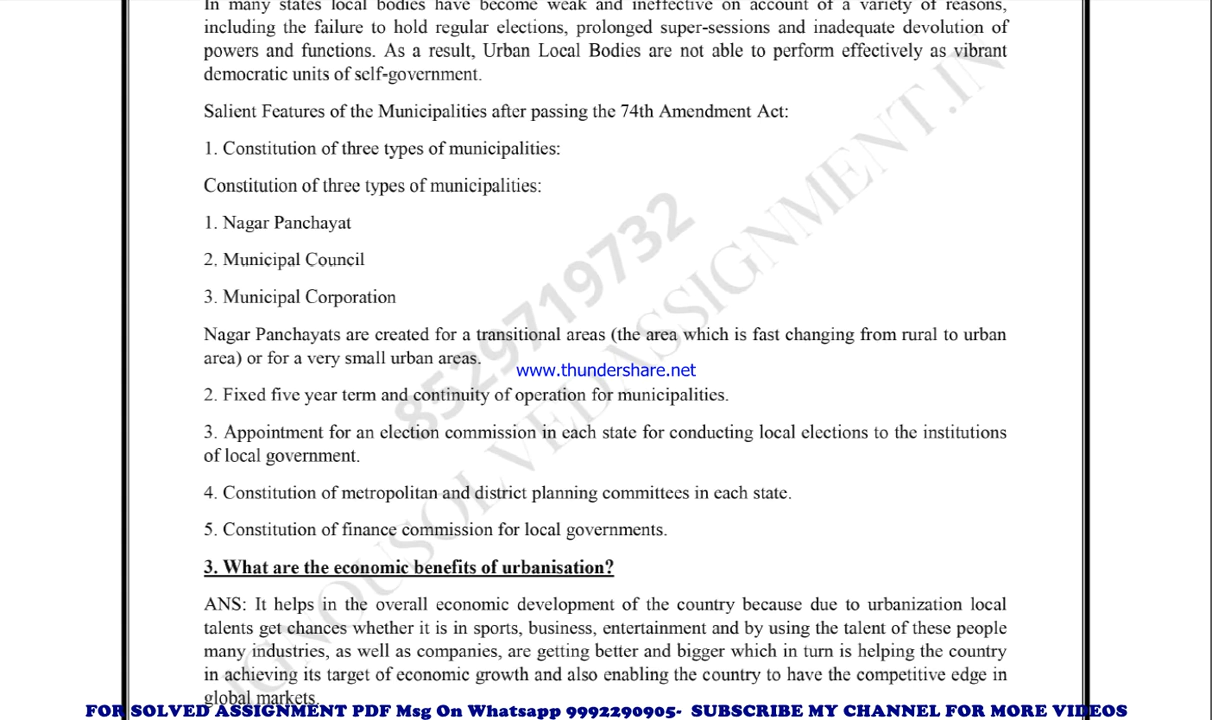 In many states local bodies have become weak and ineffective on account of a variety of reasons,
including the failure to hold regular elections, prolonged super-sessions and inadequate devolution of
powers and functions. As a result, Urban Local Bodies are not able to perform effectively as vibrant
democratic units of self-government.
Salient Features of the Municipalities after passing the 74th Amendment Act:
1. Constitution of three types of municipalities:
Constitution of three types of municipalities:
1. Nagar Panchayat
2. Municipal Council
3. Municipal Corporation
Nagar Panchayats are created for a transitional areas (the area which is fast changing from rural to urban
area) or for a very small urban areas.
www.thundershare.net
2. Fixed five year term and continuity of operation for municipalities.
3. Appointment for an election commission in each state for conducting local elections to the institutions
of local government.
4. Constitution of metropolitan and district planning committees in each state.
5. Constitution of finance commission for local governments.
3. What are the economic benefits of urbanisation?
ANS: It helps in the overall economic development of the country because due to urbanization local
talents get chances whether it is in sports, business, entertainment and by using the talent of these people
many industries, as well as companies, are getting better and bigger which in turn is helping the country
in achieving its target of economic growth and also enabling the country to have the competitive edge in
global markets.
FOR SOLVED ASSIGNMENT PDF Msg On Whatsapp 9992290905- SUBSCRIBE MY CHANNEL FOR MORE VIDEOS
8529719732
IGNOUSOLVEDASSIGNMENT.IN